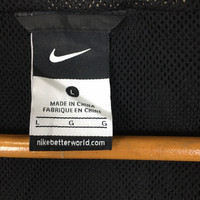 L
MADE IN CHINA
FABRIQUÉ EN CHINE
L G G
nikebetterworld.com